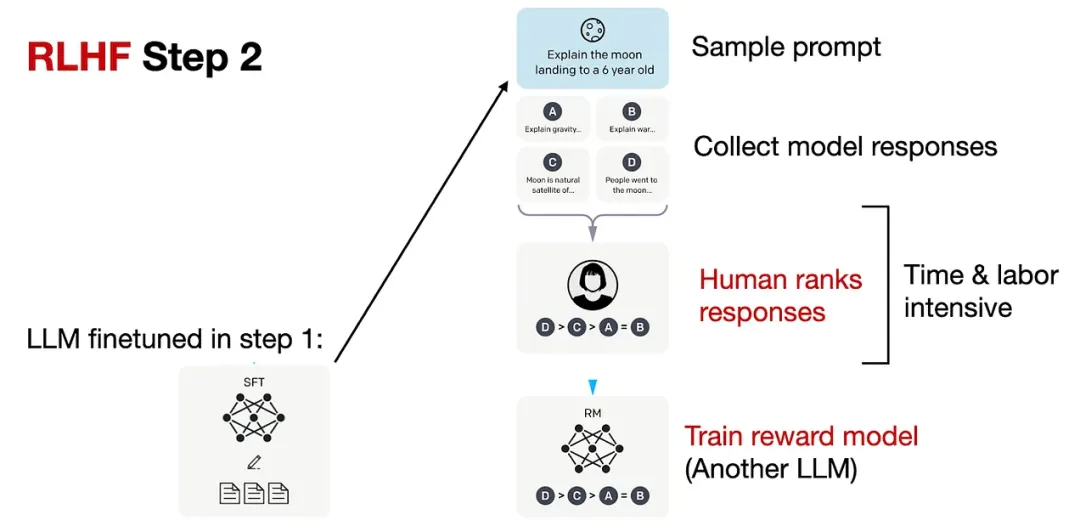 RLHF Step 2
Explain the moon
landing to a 6 year old
Sample prompt
A
Explain gravity...
B
Explain war...
C
Moon is natural
satellite of...
D
People went to
the moon...
Collect model responses
Human ranks
responses
Time & labor
intensive
D > C > A = B
LLM finetuned in step 1:
SFT
RM
Train reward model
(Another LLM)
D > C > A = B